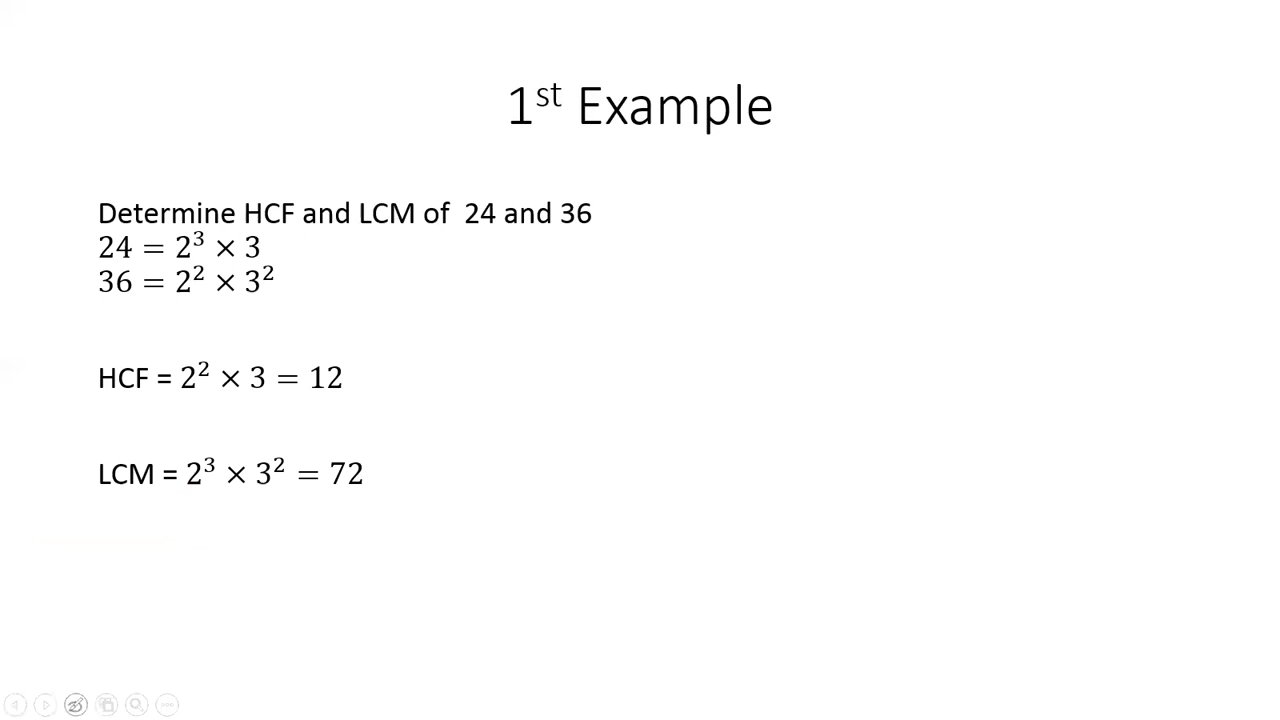 1st Example
Determine HCF and LCM of 24 and 36
24 = 2³ × 3
36 = 2² × 3²
HCF = 2² × 3 = 12
LCM = 2³ × 3² = 72